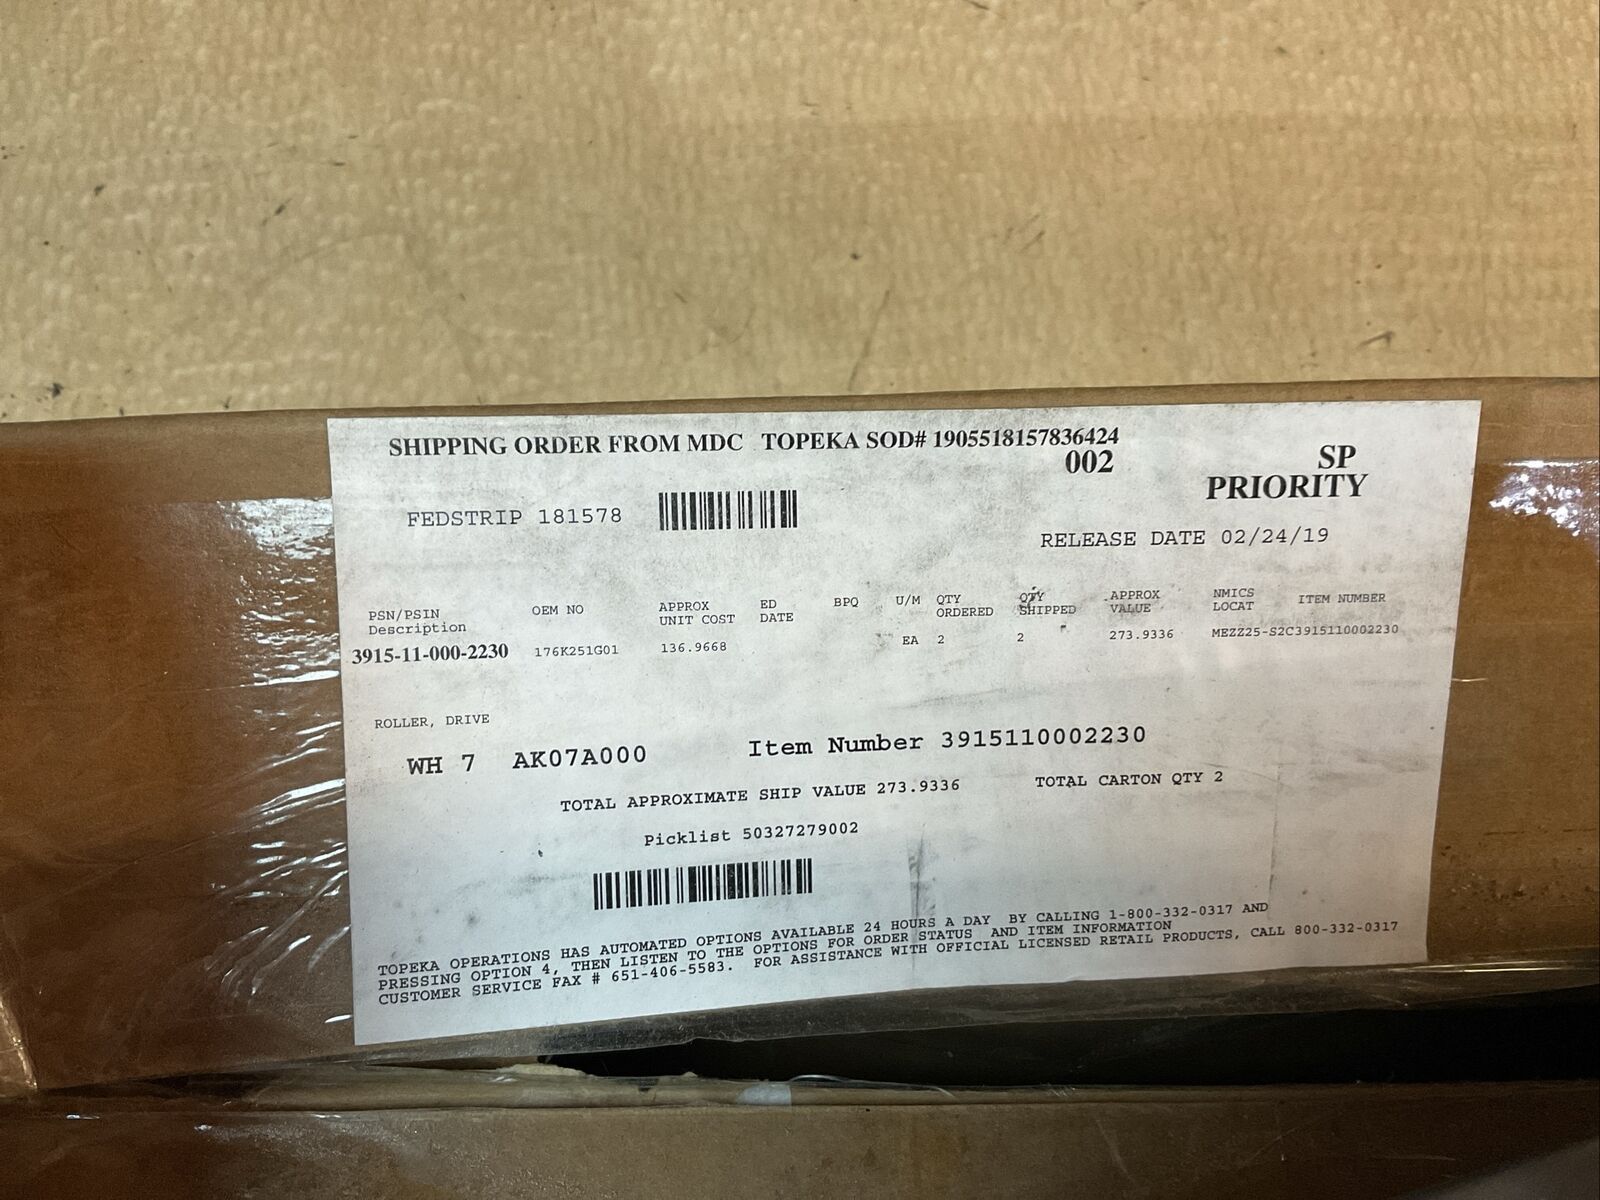 SHIPPING ORDER FROM MDC TOPEKA SOD# 1905518157836424
002
SP
PRIORITY
FEDSTRIP 181578
RELEASE DATE 02/24/19
PSN/PSIN OEM NO APPROX ED BPQ U/M QTY QTY APPROX NMICS ITEM NUMBER
Description UNIT COST DATE ORDERED SHIPPED VALUE LOCAT
3915-11-000-2230 176K251G01 136.9668 EA 2 2 273.9336 MEZZ25-S2C3915110002230
ROLLER, DRIVE
WH 7 AK07A000 Item Number 3915110002230
TOTAL APPROXIMATE SHIP VALUE 273.9336 TOTAL CARTON QTY 2
Picklist 50327279002
TOPEKA OPERATIONS HAS AUTOMATED OPTIONS AVAILABLE 24 HOURS A DAY BY CALLING 1-800-332-0317 AND
PRESSING OPTION 4, THEN LISTEN TO THE OPTIONS FOR ORDER STATUS AND ITEM INFORMATION
CUSTOMER SERVICE FAX # 651-406-5583. FOR ASSISTANCE WITH OFFICIAL LICENSED RETAIL PRODUCTS, CALL 800-332-0317